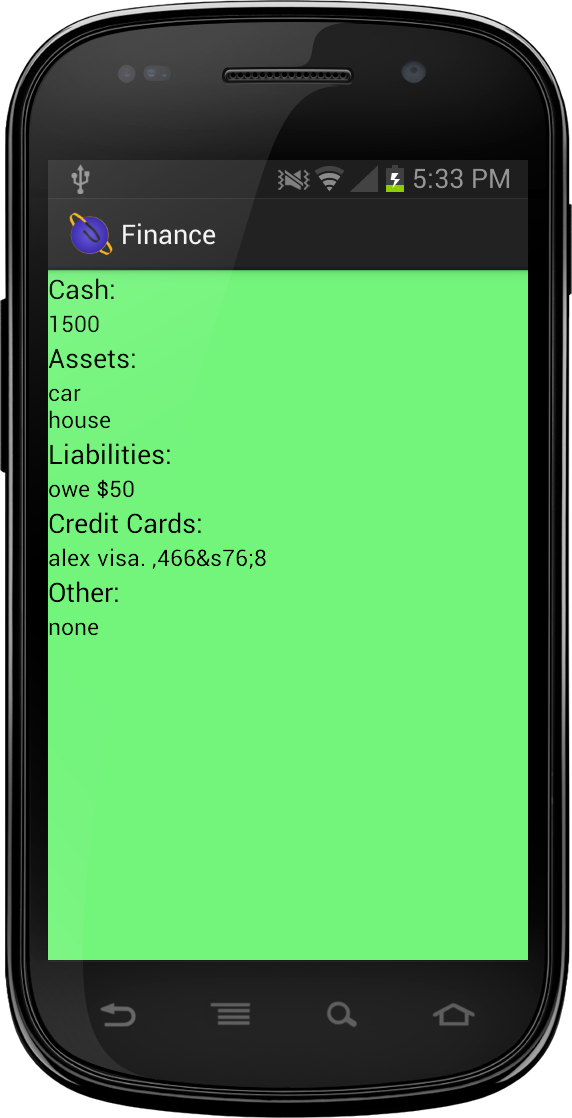 5:33 PM
Finance
Cash:
1500
Assets:
car
house
Liabilities:
owe $50
Credit Cards:
alex visa. ,466&s76;8
Other:
none